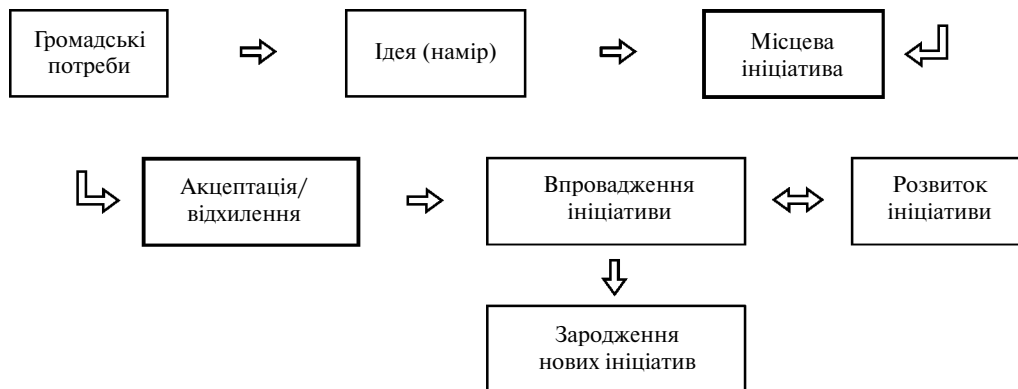 Громадські
потреби
Ідея (намір)
Місцева
ініціатива
Акцептація/
відхилення
Впровадження
ініціативи
Розвиток
ініціативи
Зародження
нових ініціатив